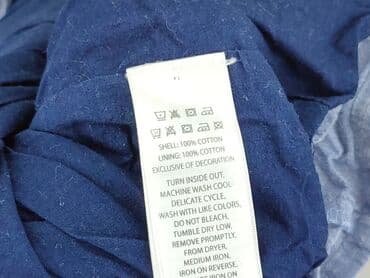 SHELL: 100% COTTON
LINING: 100% COTTON
EXCLUSIVE OF DECORATION
TURN INSIDE OUT,
MACHINE WASH COOL
DELICATE CYCLE,
WASH WITH LIKE COLORS,
DO NOT BLEACH,
TUMBLE DRY LOW,
REMOVE PROMPTLY,
FROM DRYER,
MEDIUM IRON,
IRON ON REVERSE.